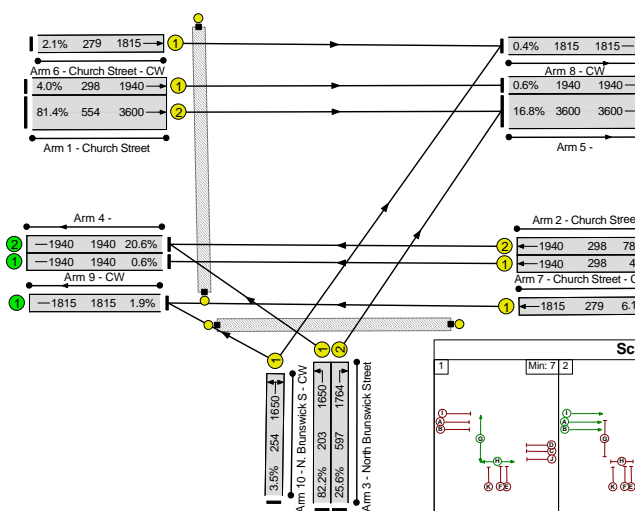 2.1% 279 1815
1
Arm 6 - Church Street - CW
4.0% 298 1940
1
81.4% 554 3600
2
Arm 1 - Church Street
0.4% 1815 1815
Arm 8 - CW
0.6% 1940 1940
16.8% 3600 3600
Arm 5 -
Arm 4 -
2
1940 1940 20.6%
1
1940 1940 0.6%
Arm 9 - CW
1
1815 1815 1.9%
Arm 2 - Church Stree
2
1940 298 78
1
1940 298 4
Arm 7 - Church Street - C
1
1815 279 6.1
1
3.5% 254 1650
Arm 10 - N. Brunswick S - CW
1
82.2% 203 1650
2
25.6% 597 1764
Arm 3 - North Brunswick Street
Sc
1
Min: 7
2
I
A
B
G
H
K
F
E
D
C
J
I
A
B
G
H
K
F
E